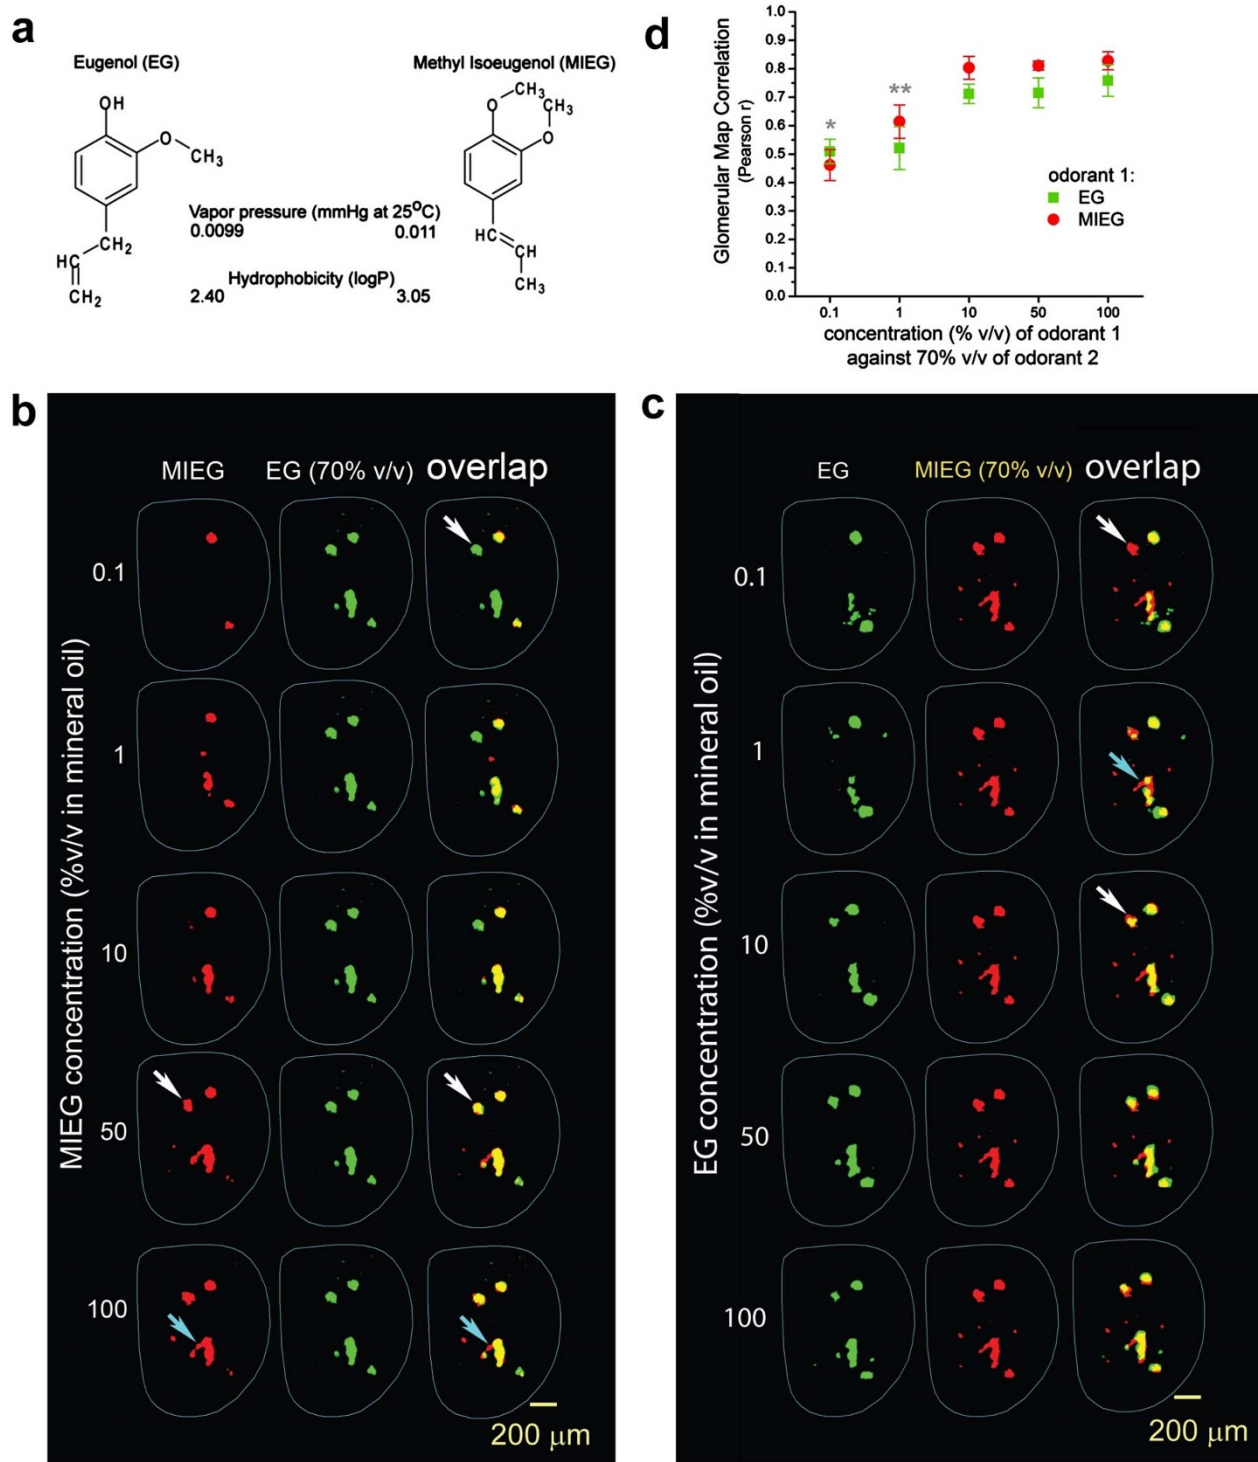 a
Eugenol (EG)
Methyl Isoeugenol (MIEG)
OH
O
CH₃
CH₂
HC
CH₂
O
CH₃
CH₃
O
HC
CH
CH₃
Vapor pressure (mmHg at 25°C)
0.0099 0.011
Hydrophobicity (logP)
2.40 3.05
d
Glomerular Map Correlation
(Pearson r)
1.0
0.9
0.8
0.7
0.6
0.5
0.4
0.3
0.2
0.1
0.0
*
**
odorant 1:
EG
MIEG
0.1 1 10 50 100
concentration (% v/v) of odorant 1
against 70% v/v of odorant 2
b
MIEG EG (70% v/v) overlap
MIEG concentration (%v/v in mineral oil)
0.1
1
10
50
100
200 μm
c
EG MIEG (70% v/v) overlap
EG concentration (%v/v in mineral oil)
0.1
1
10
50
100
200 μm